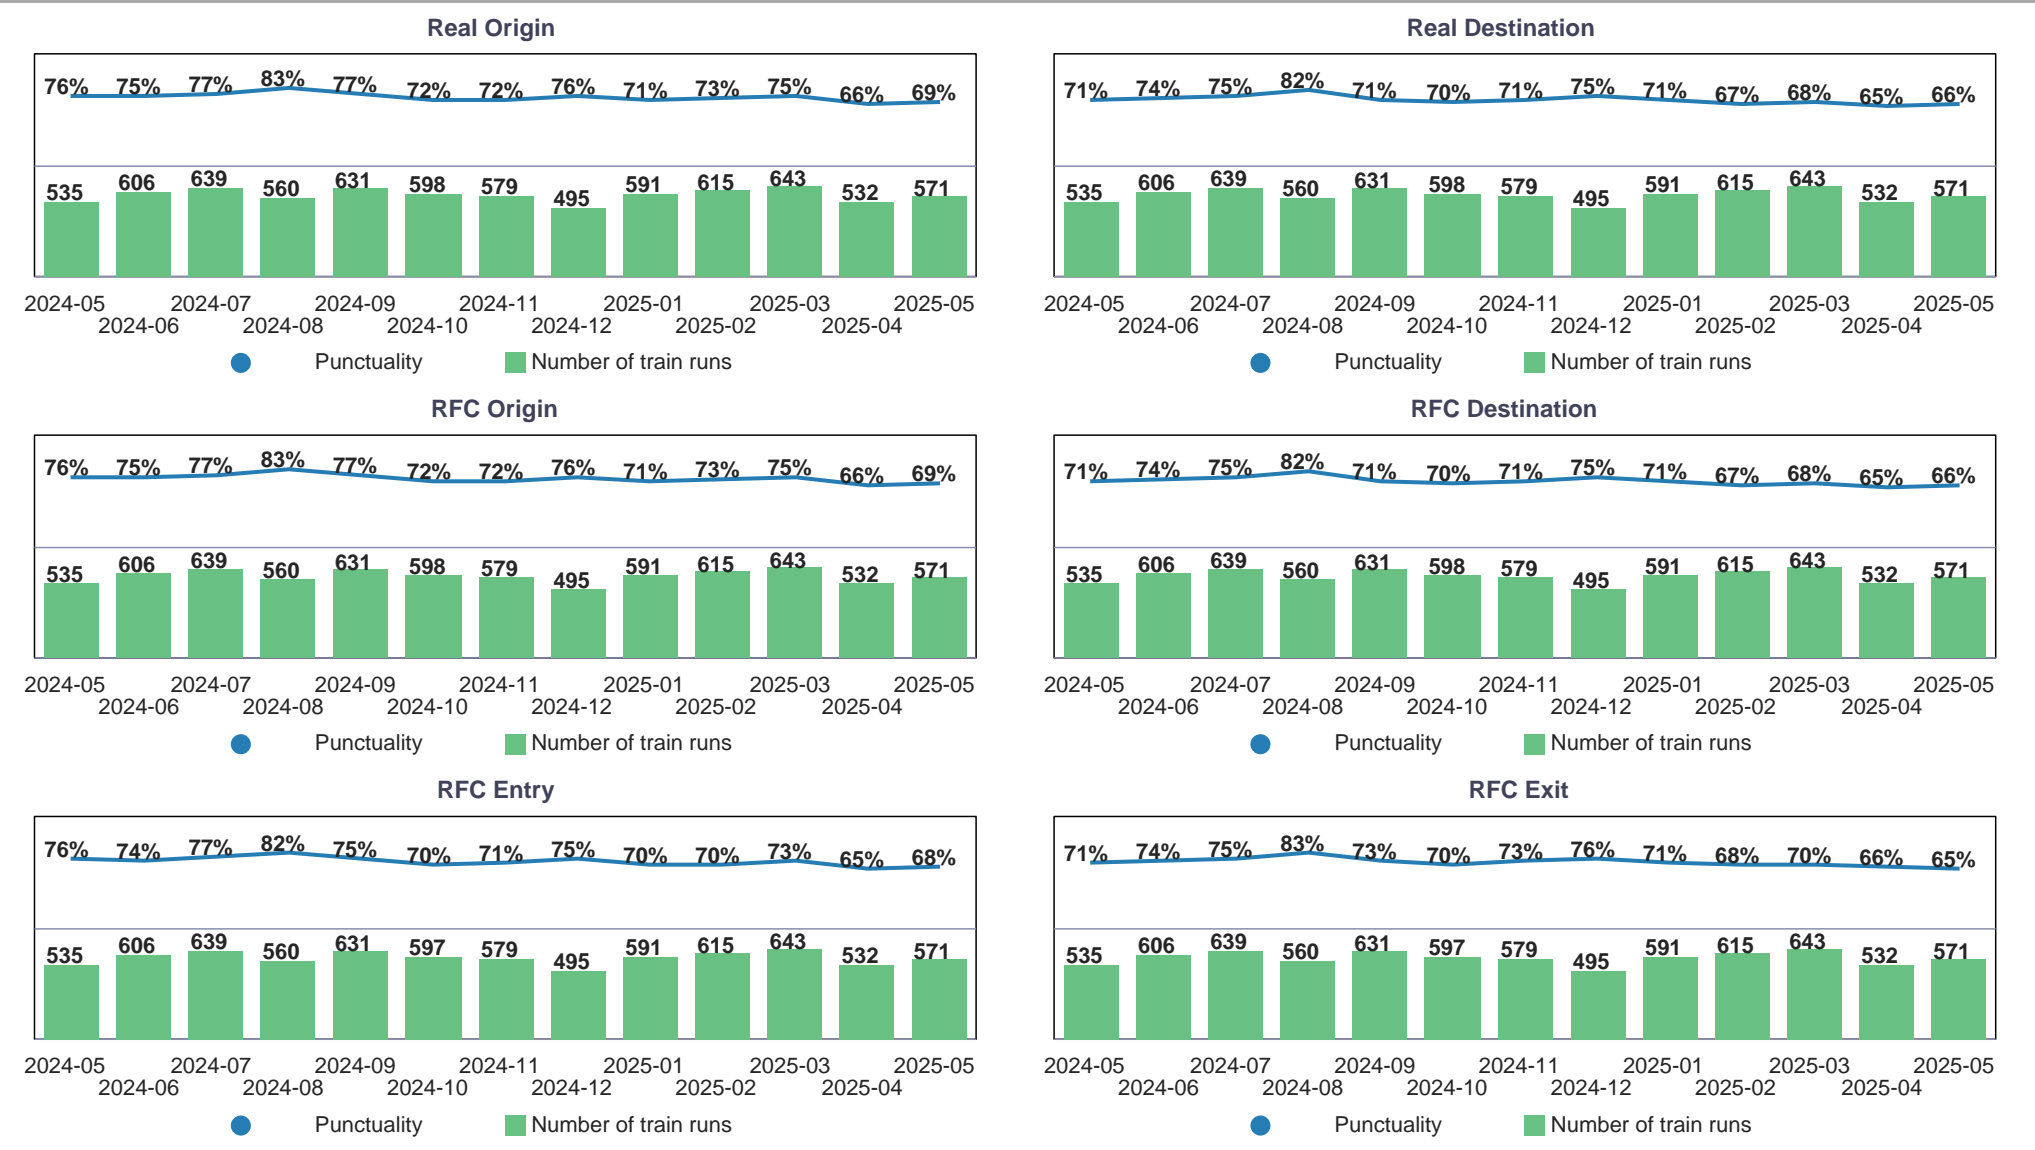 Real Origin
76% 75% 77% 83% 77% 72% 72% 76% 71% 73% 75% 66% 69%
535 606 639 560 631 598 579 495 591 615 643 532 571
2024-05 2024-07 2024-09 2024-11 2025-01 2025-03 2025-05
2024-06 2024-08 2024-10 2024-12 2025-02 2025-04
Punctuality Number of train runs
Real Destination
71% 74% 75% 82% 71% 70% 71% 75% 71% 67% 68% 65% 66%
535 606 639 560 631 598 579 495 591 615 643 532 571
2024-05 2024-07 2024-09 2024-11 2025-01 2025-03 2025-05
2024-06 2024-08 2024-10 2024-12 2025-02 2025-04
Punctuality Number of train runs
RFC Origin
76% 75% 77% 83% 77% 72% 72% 76% 71% 73% 75% 66% 69%
535 606 639 560 631 598 579 495 591 615 643 532 571
2024-05 2024-07 2024-09 2024-11 2025-01 2025-03 2025-05
2024-06 2024-08 2024-10 2024-12 2025-02 2025-04
Punctuality Number of train runs
RFC Destination
71% 74% 75% 82% 71% 70% 71% 75% 71% 67% 68% 65% 66%
535 606 639 560 631 598 579 495 591 615 643 532 571
2024-05 2024-07 2024-09 2024-11 2025-01 2025-03 2025-05
2024-06 2024-08 2024-10 2024-12 2025-02 2025-04
Punctuality Number of train runs
RFC Entry
76% 74% 77% 82% 75% 70% 71% 75% 70% 70% 73% 65% 68%
535 606 639 560 631 597 579 495 591 615 643 532 571
2024-05 2024-07 2024-09 2024-11 2025-01 2025-03 2025-05
2024-06 2024-08 2024-10 2024-12 2025-02 2025-04
Punctuality Number of train runs
RFC Exit
71% 74% 75% 83% 73% 70% 73% 76% 71% 68% 70% 66% 65%
535 606 639 560 631 597 579 495 591 615 643 532 571
2024-05 2024-07 2024-09 2024-11 2025-01 2025-03 2025-05
2024-06 2024-08 2024-10 2024-12 2025-02 2025-04
Punctuality Number of train runs